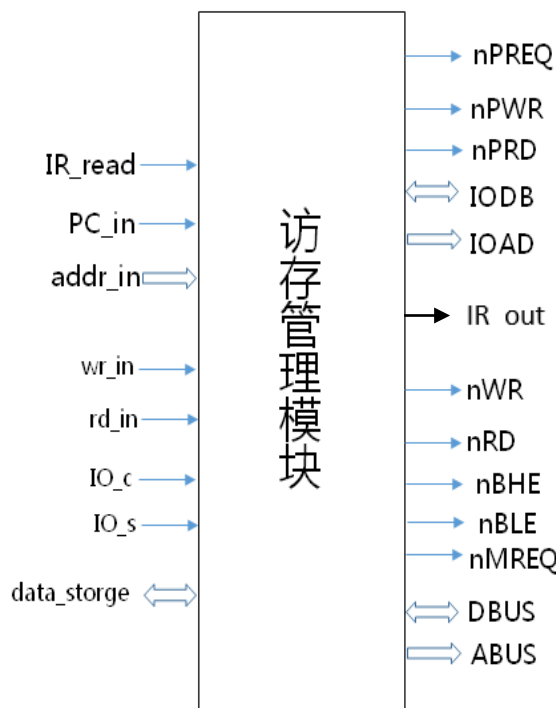 IR_read
PC_in
addr_in
wr_in
rd_in
IO_c
IO_s
data_storge
访存管理模块
nPREQ
nPWR
nPRD
IODB
IOAD
IR out
nWR
nRD
nBHE
nBLE
nMREQ
DBUS
ABUS